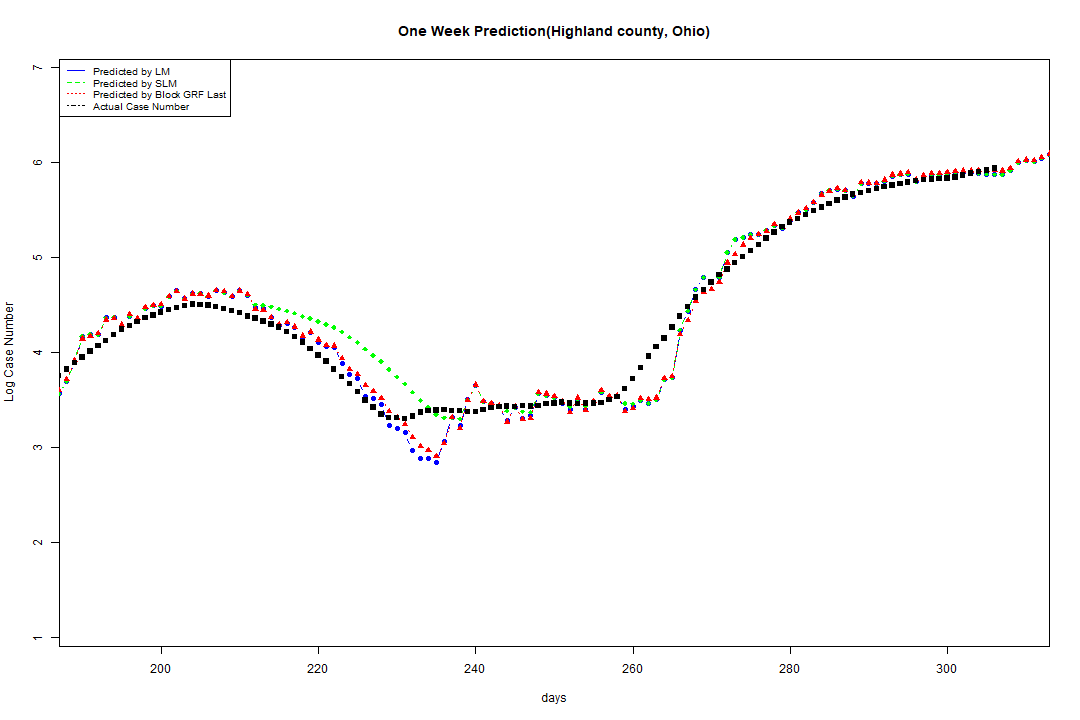 One Week Prediction(Highland county, Ohio)
Predicted by LM
Predicted by SLM
Predicted by Block GRF Last
Actual Case Number
7
6
5
4
3
2
1
Log Case Number
200 220 240 260 280 300
days